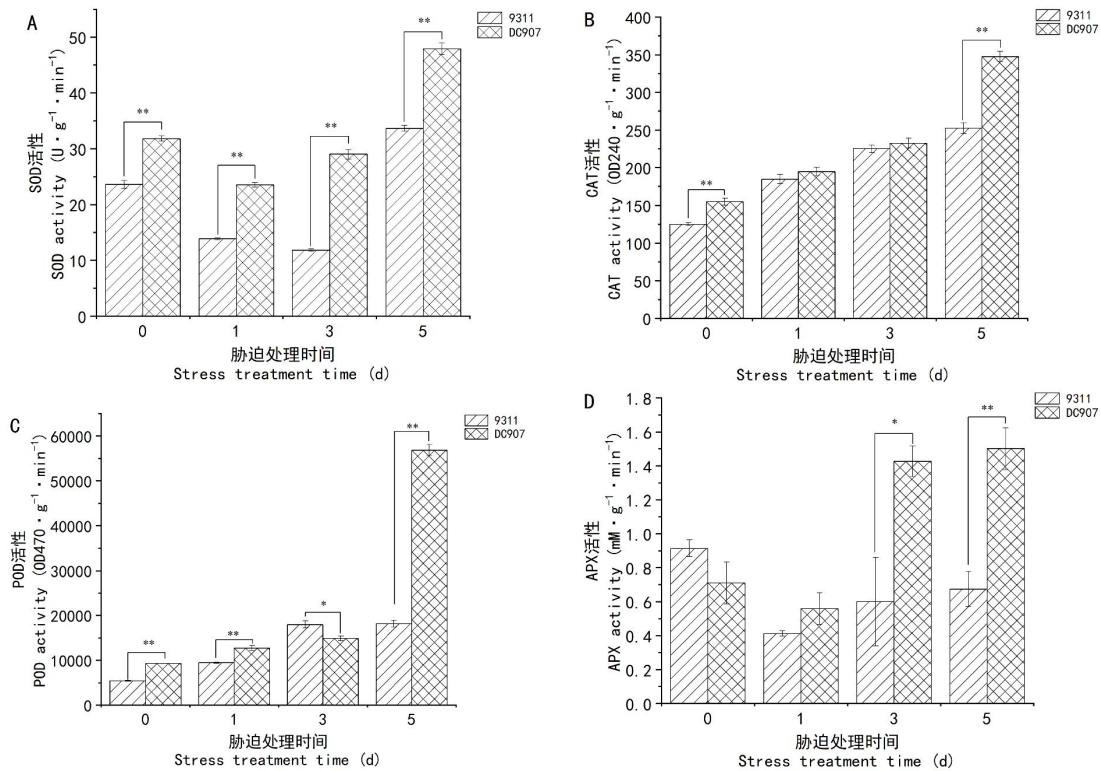 A
9311
DC907
SOD活性
SOD activity (U·g⁻¹·min⁻¹)
50
40
30
20
10
0
**
**
**
**
0 1 3 5
胁迫处理时间
Stress treatment time (d)
B
9311
DC907
CAT活性
CAT activity (OD240·g⁻¹·min⁻¹)
400
350
300
250
200
150
100
50
0
**
**
0 1 3 5
胁迫处理时间
Stress treatment time (d)
C
9311
DC907
POD活性
POD activity (OD470·g⁻¹·min⁻¹)
60000
50000
40000
30000
20000
10000
0
**
**
*
**
0 1 3 5
胁迫处理时间
Stress treatment time (d)
D
9311
DC907
APX活性
APX activity (mM·g⁻¹·min⁻¹)
1.8
1.6
1.4
1.2
1.0
0.8
0.6
0.4
0.2
0.0
*
**
0 1 3 5
胁迫处理时间
Stress treatment time (d)